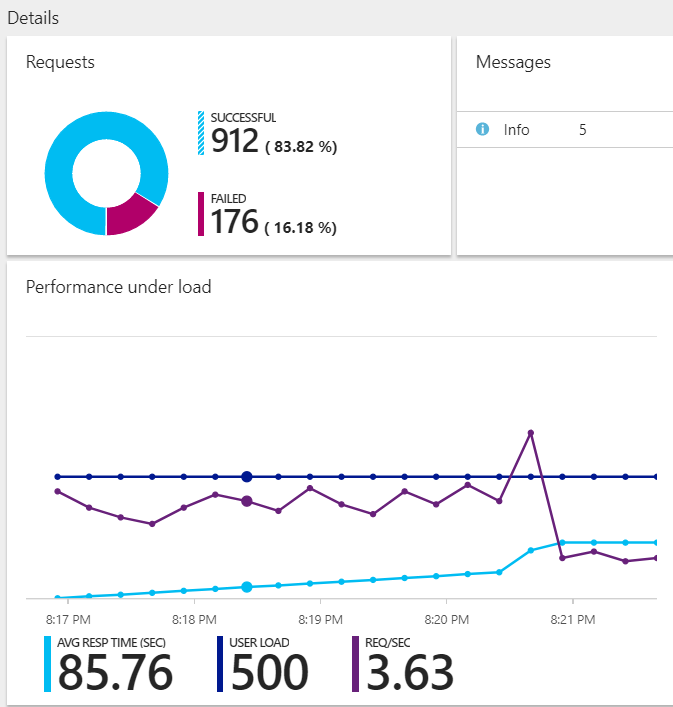 Details
Requests
SUCCESSFUL
912 ( 83.82 %)
FAILED
176 ( 16.18 %)
Messages
Info 5
Performance under load
8:17 PM 8:18 PM 8:19 PM 8:20 PM 8:21 PM
AVG RESP TIME (SEC)
85.76
USER LOAD
500
REQ/SEC
3.63